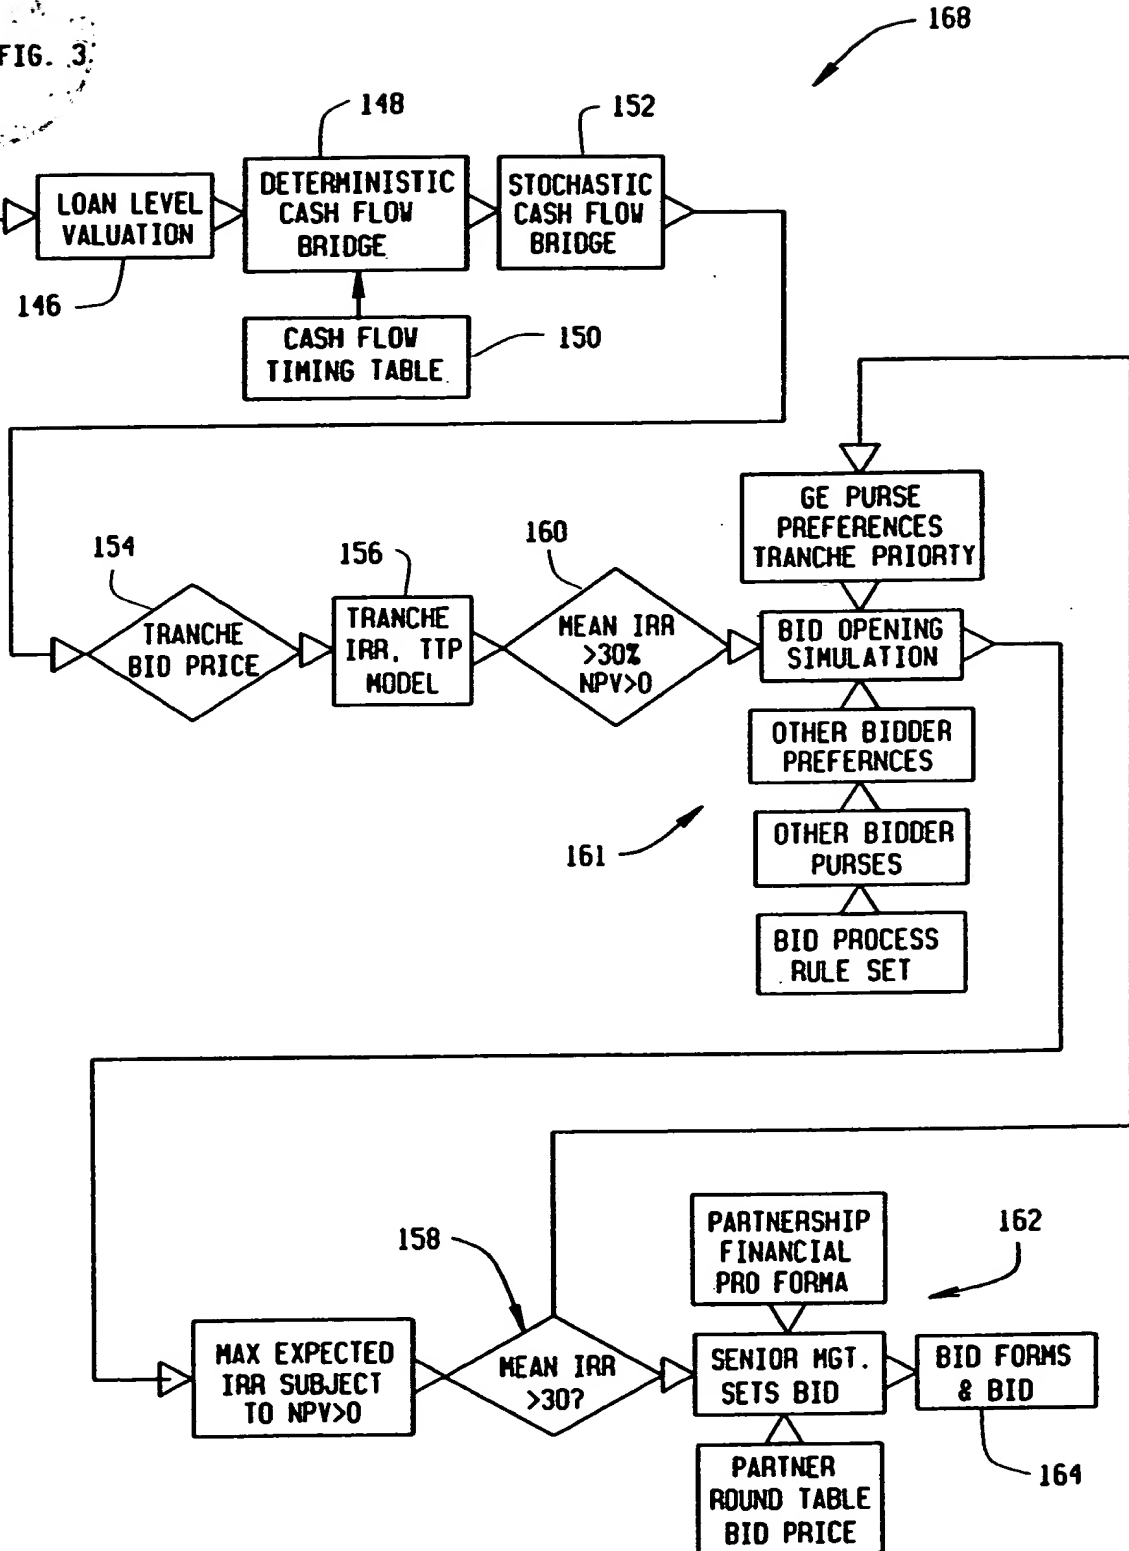 FIG. 3
168
148
152
LOAN LEVEL
VALUATION
DETERMINISTIC
CASH FLOW
BRIDGE
STOCHASTIC
CASH FLOW
BRIDGE
146
CASH FLOW
TIMING TABLE
150
GE PURSE
PREFERENCES
TRANCHE PRIORTY
154
156
160
TRANCHE
BID PRICE
TRANCHE
IRR, TTP
MODEL
MEAN IRR
>30%
NPV>0
BID OPENING
SIMULATION
OTHER BIDDER
PREFERNCES
161
OTHER BIDDER
PURSES
BID PROCESS
RULE SET
158
PARTNERSHIP
FINANCIAL
PRO FORMA
162
MAX EXPECTED
IRR SUBJECT
TO NPV>0
MEAN IRR
>30?
SENIOR MGT.
SETS BID
BID FORMS
& BID
164
PARTNER
ROUND TABLE
BID PRICE